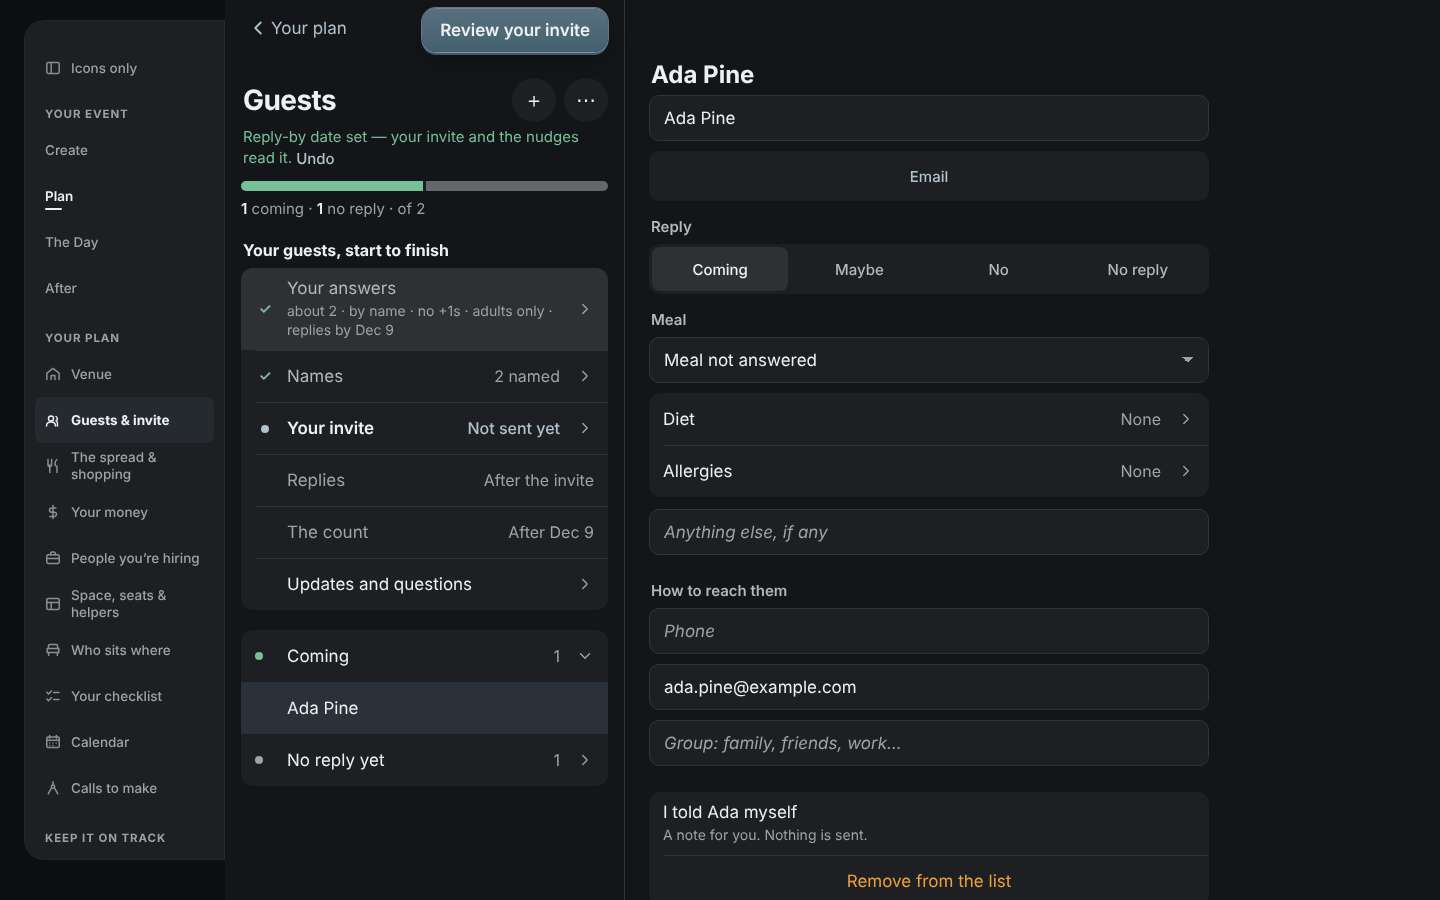 Icons only
YOUR EVENT
Create
Plan
The Day
After
YOUR PLAN
Venue
Guests & invite
The spread &
shopping
Your money
People you’re hiring
Space, seats &
helpers
Who sits where
Your checklist
Calendar
Calls to make
KEEP IT ON TRACK
Your plan
Review your invite
Guests
Reply-by date set — your invite and the nudges
read it. Undo
1 coming · 1 no reply · of 2
Your guests, start to finish
Your answers
about 2 · by name · no +1s · adults only ·
replies by Dec 9
Names 2 named
Your invite Not sent yet
Replies After the invite
The count After Dec 9
Updates and questions
Coming 1
Ada Pine
No reply yet 1
Ada Pine
Ada Pine
Email
Reply
Coming Maybe No No reply
Meal
Meal not answered
Diet None
Allergies None
Anything else, if any
How to reach them
Phone
ada.pine@example.com
Group: family, friends, work...
I told Ada myself
A note for you. Nothing is sent.
Remove from the list